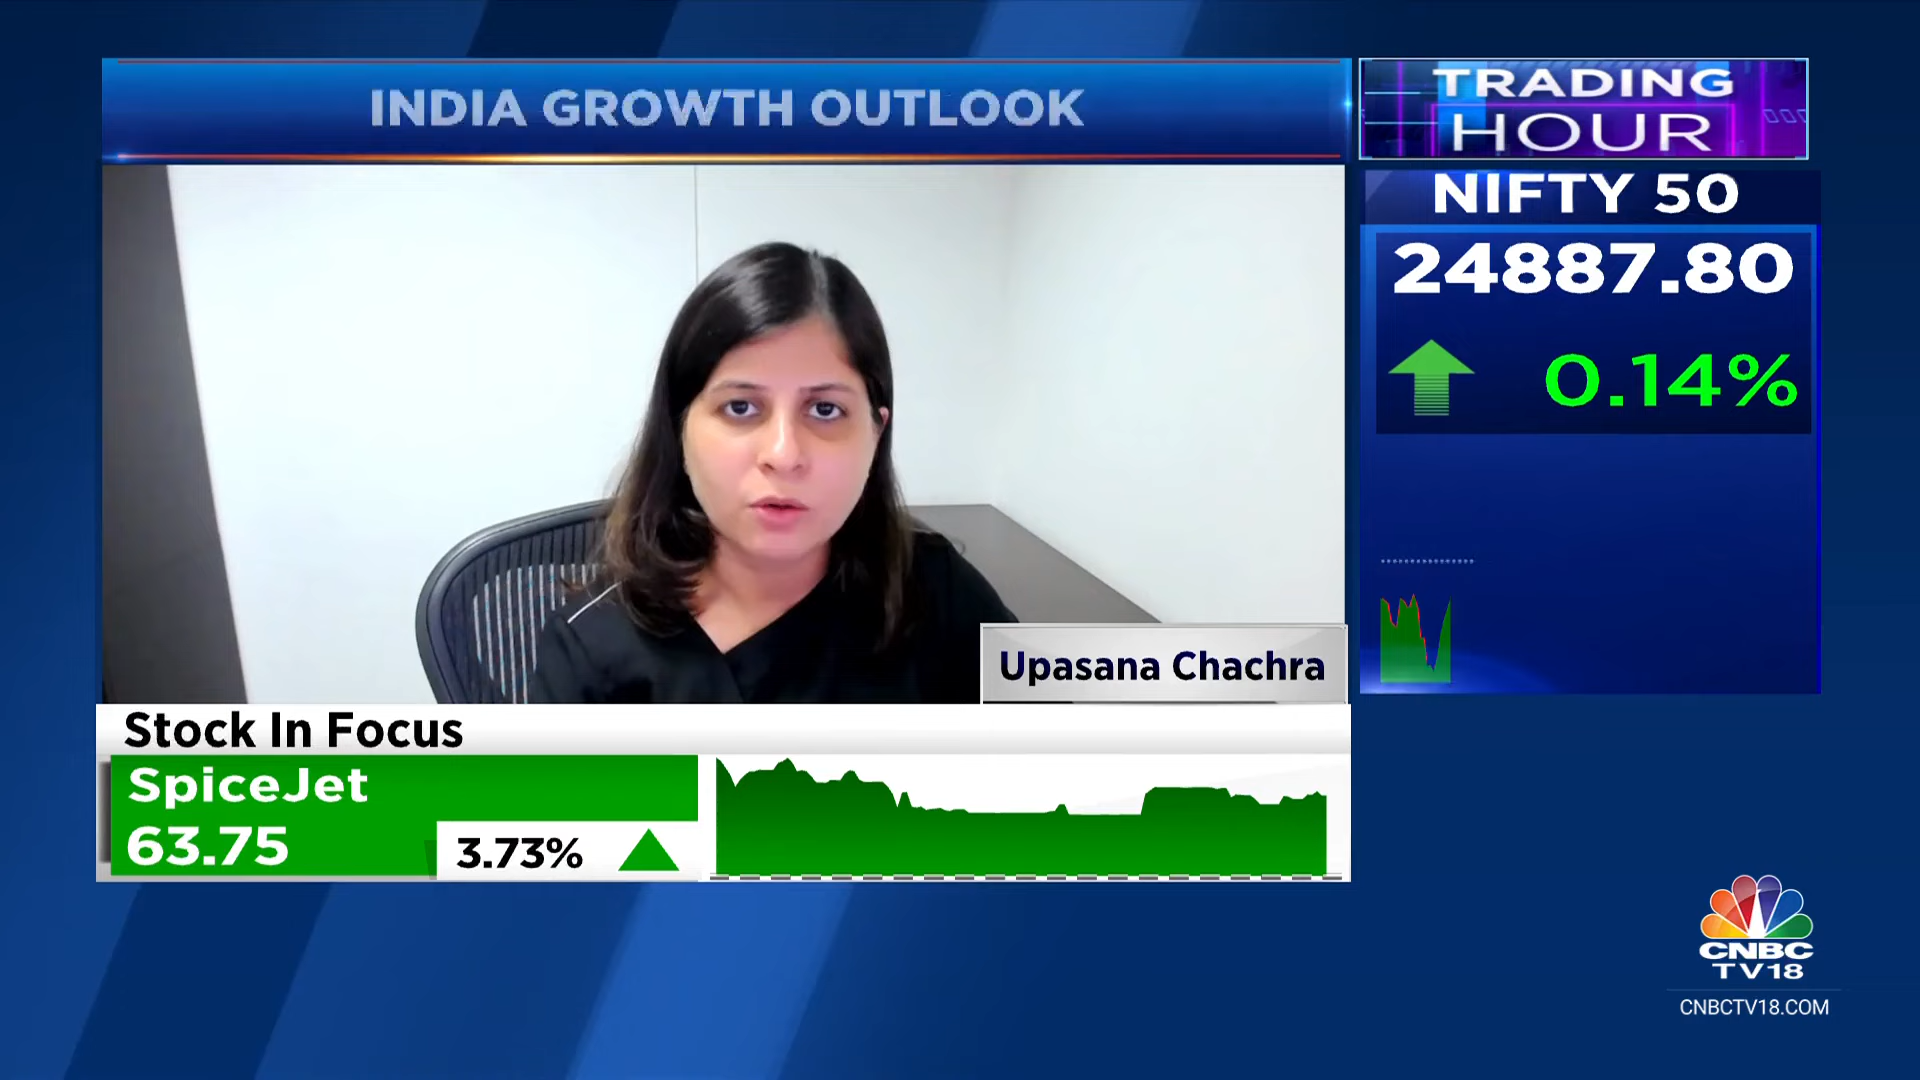 INDIA GROWTH OUTLOOK
TRADING
HOUR
NIFTY 50
24887.80
0.14%
Upasana Chachra
Stock In Focus
SpiceJet
63.75
3.73%
CNBC
TV18
CNBCTV18.COM